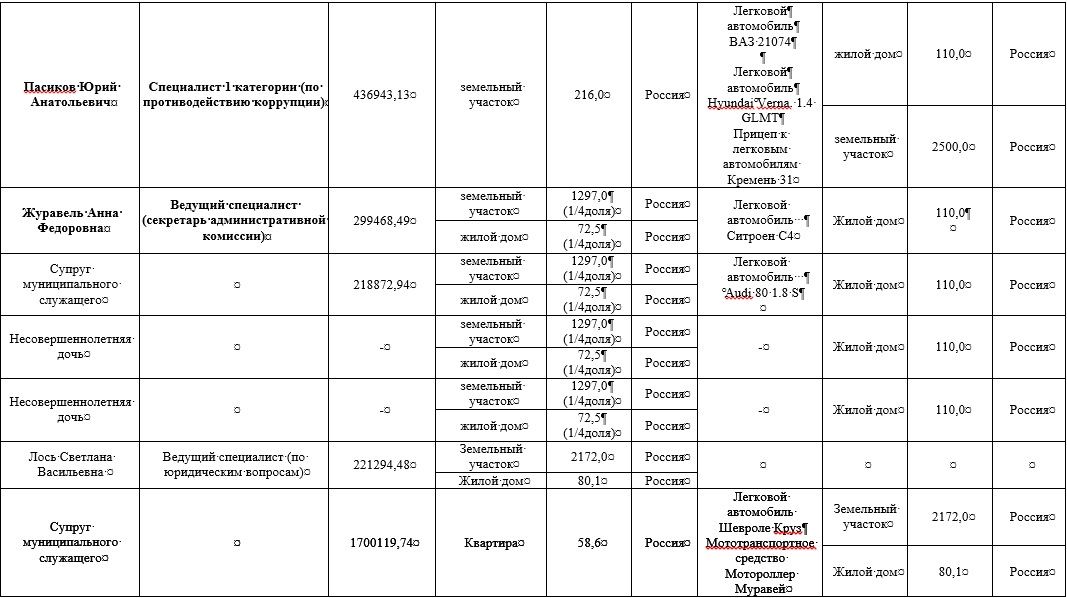 Пасиков Юрий
Анатольевич¤
Специалист 1 категории (по
противодействию коррупции)¤
436943,13¤
земельный
участок¤
216,0¤
Россия¤
Легковой¶
автомобиль¶
ВАЗ 21074¶
¶
Легковой¶
автомобиль¶
Hyundai°Verna, 1.4
GLMT¶
Прицеп к
легковым
автомобилям
Кремень 31¤
жилой дом¤
110,0¤
Россия¤
земельный
участок¤
2500,0¤
Россия¤
Журавель Анна
Федоровна¤
Ведущий специалист
(секретарь административной
комиссии)¤
299468,49¤
земельный
участок¤
1297,0¶
(1/4доля)¤
Россия¤
жилой дом¤
72,5¶
(1/4доля)¤
Россия¤
Легковой
автомобиль ¶
Ситроен С4¤
Жилой дом¤
110,0¶
¤
Россия¤
Супруг
муниципального
служащего¤
¤
218872,94¤
земельный
участок¤
1297,0¶
(1/4доля)¤
Россия¤
жилой дом¤
72,5¶
(1/4доля)¤
Россия¤
Легковой
автомобиль ¶
°Audi 80 1.8 S¶
¤
Жилой дом¤
110,0¤
Россия¤
Несовершеннолетняя
дочь¤
¤
-¤
земельный
участок¤
1297,0¶
(1/4доля)¤
Россия¤
жилой дом¤
72,5¶
(1/4доля)¤
Россия¤
-¤
Жилой дом¤
110,0¤
Россия¤
Несовершеннолетняя
дочь¤
¤
-¤
земельный
участок¤
1297,0¶
(1/4доля)¤
Россия¤
жилой дом¤
72,5¶
(1/4доля)¤
Россия¤
-¤
Жилой дом¤
110,0¤
Россия¤
Лось Светлана
Васильевна ¤
Ведущий специалист (по
юридическим вопросам)¤
221294,48¤
Земельный
участок¤
2172,0¤
Россия¤
Жилой дом¤
80,1¤
Россия¤
¤
¤
¤
¤
Супруг
муниципального
служащего¤
¤
1700119,74¤
Квартира¤
58,6¤
Россия¤
Легковой
автомобиль
Шевроле Круз¶
Мототранспортное
средство
Мотороллер
Муравей¤
Земельный
участок¤
2172,0¤
Россия¤
Жилой дом¤
80,1¤
Россия¤